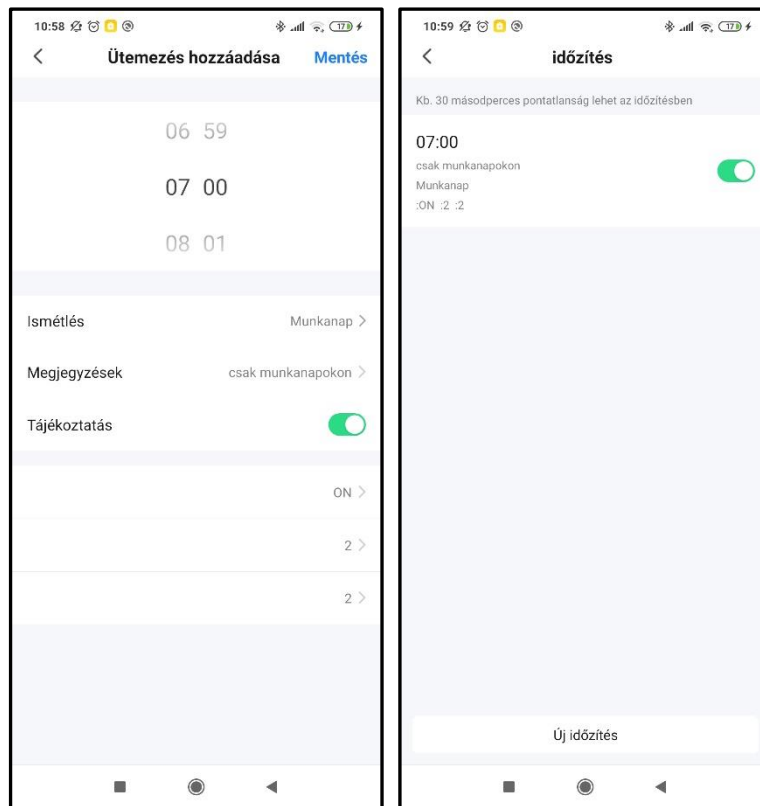 10:58
17
Ütemezés hozzáadása Mentés
06 59
07 00
08 01
Ismétlés Munkanap
Megjegyzések csak munkanapokon
Tájékoztatás
ON
2
2
10:59
17
időzítés
Kb. 30 másodperces pontatlanság lehet az időzítésben
07:00
csak munkanapokon
Munkanap
:ON :2 :2
Új időzítés